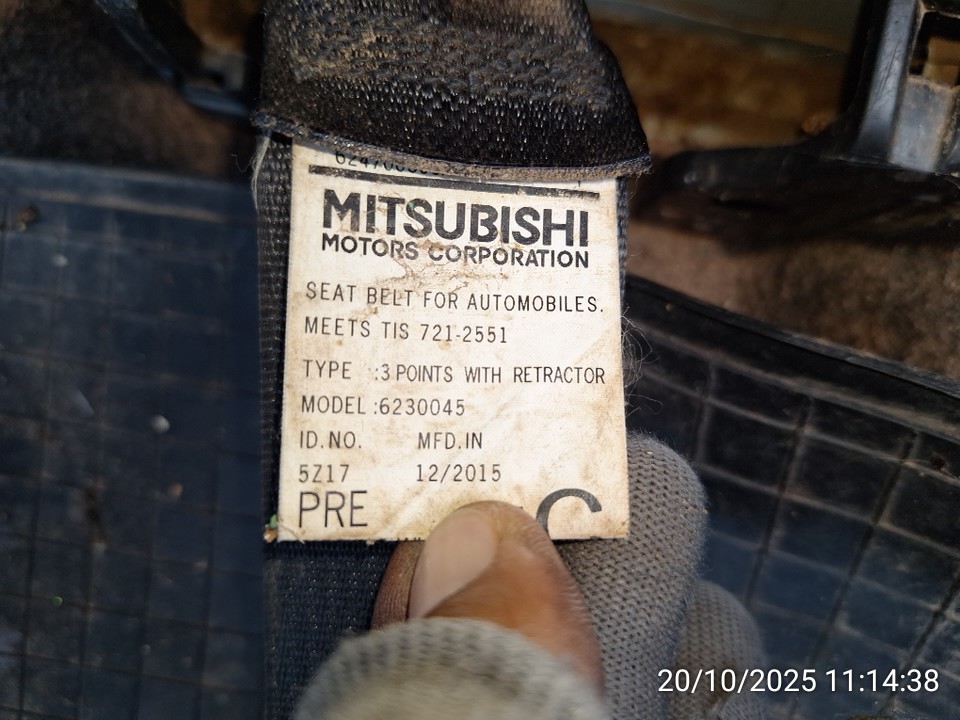 MITSUBISHI
MOTORS CORPORATION
SEAT BELT FOR AUTOMOBILES.
MEETS TIS 721-2551
TYPE :3 POINTS WITH RETRACTOR
MODEL :6230045
ID.NO. MFD.IN
5Z17 12/2015
PRE C
20/10/2025 11:14:38